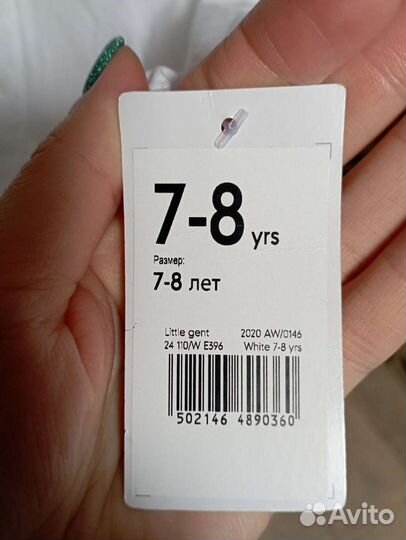 7-8 yrs
Размер:
7-8 лет
Little gent 2020 AW/0146
24 110/W E396 White 7-8 yrs
502146 4890360
Avito